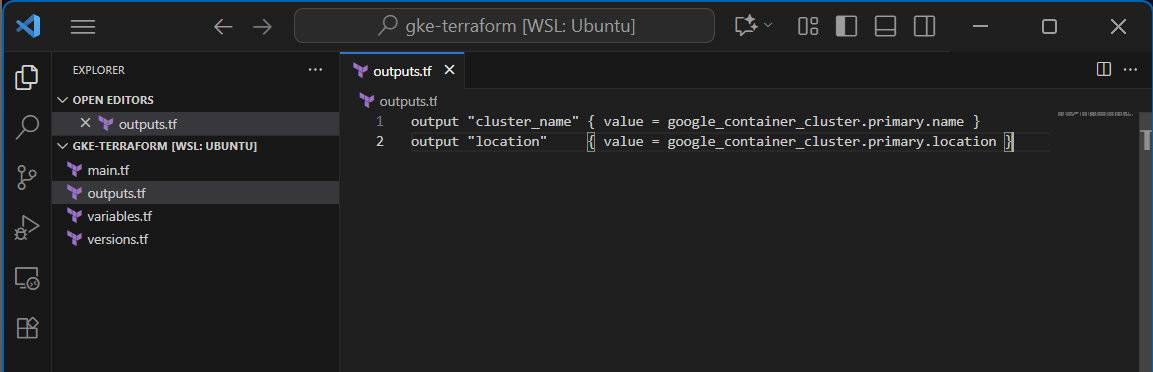 gke-terraform [WSL: Ubuntu]
EXPLORER
OPEN EDITORS
outputs.tf
GKE-TERRAFORM [WSL: UBUNTU]
main.tf
outputs.tf
variables.tf
versions.tf
outputs.tf
outputs.tf
1 output "cluster_name" { value = google_container_cluster.primary.name }
2 output "location"     { value = google_container_cluster.primary.location }